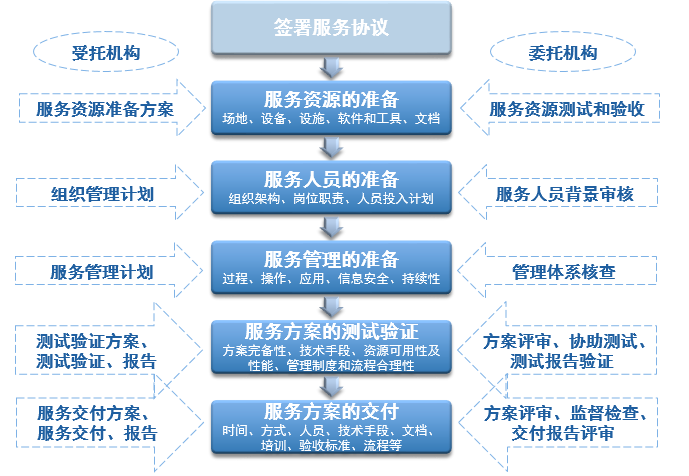 签署服务协议
受托机构
委托机构
服务资源准备方案
服务资源的准备
场地、设备、设施、软件和工具、文档
服务资源测试和验收
组织管理计划
服务人员的准备
组织架构、岗位职责、人员投入计划
服务人员背景审核
服务管理计划
服务管理的准备
过程、操作、应用、信息安全、持续性
管理体系核查
测试验证方案、
测试验证、报告
服务方案的测试验证
方案完备性、技术手段、资源可用性及
性能、管理制度和流程合理性
方案评审、协助测试、
测试报告验证
服务交付方案、
服务交付、报告
服务方案的交付
时间、方式、人员、技术手段、文档、
培训、验收标准、流程等
方案评审、监督检查、
交付报告评审